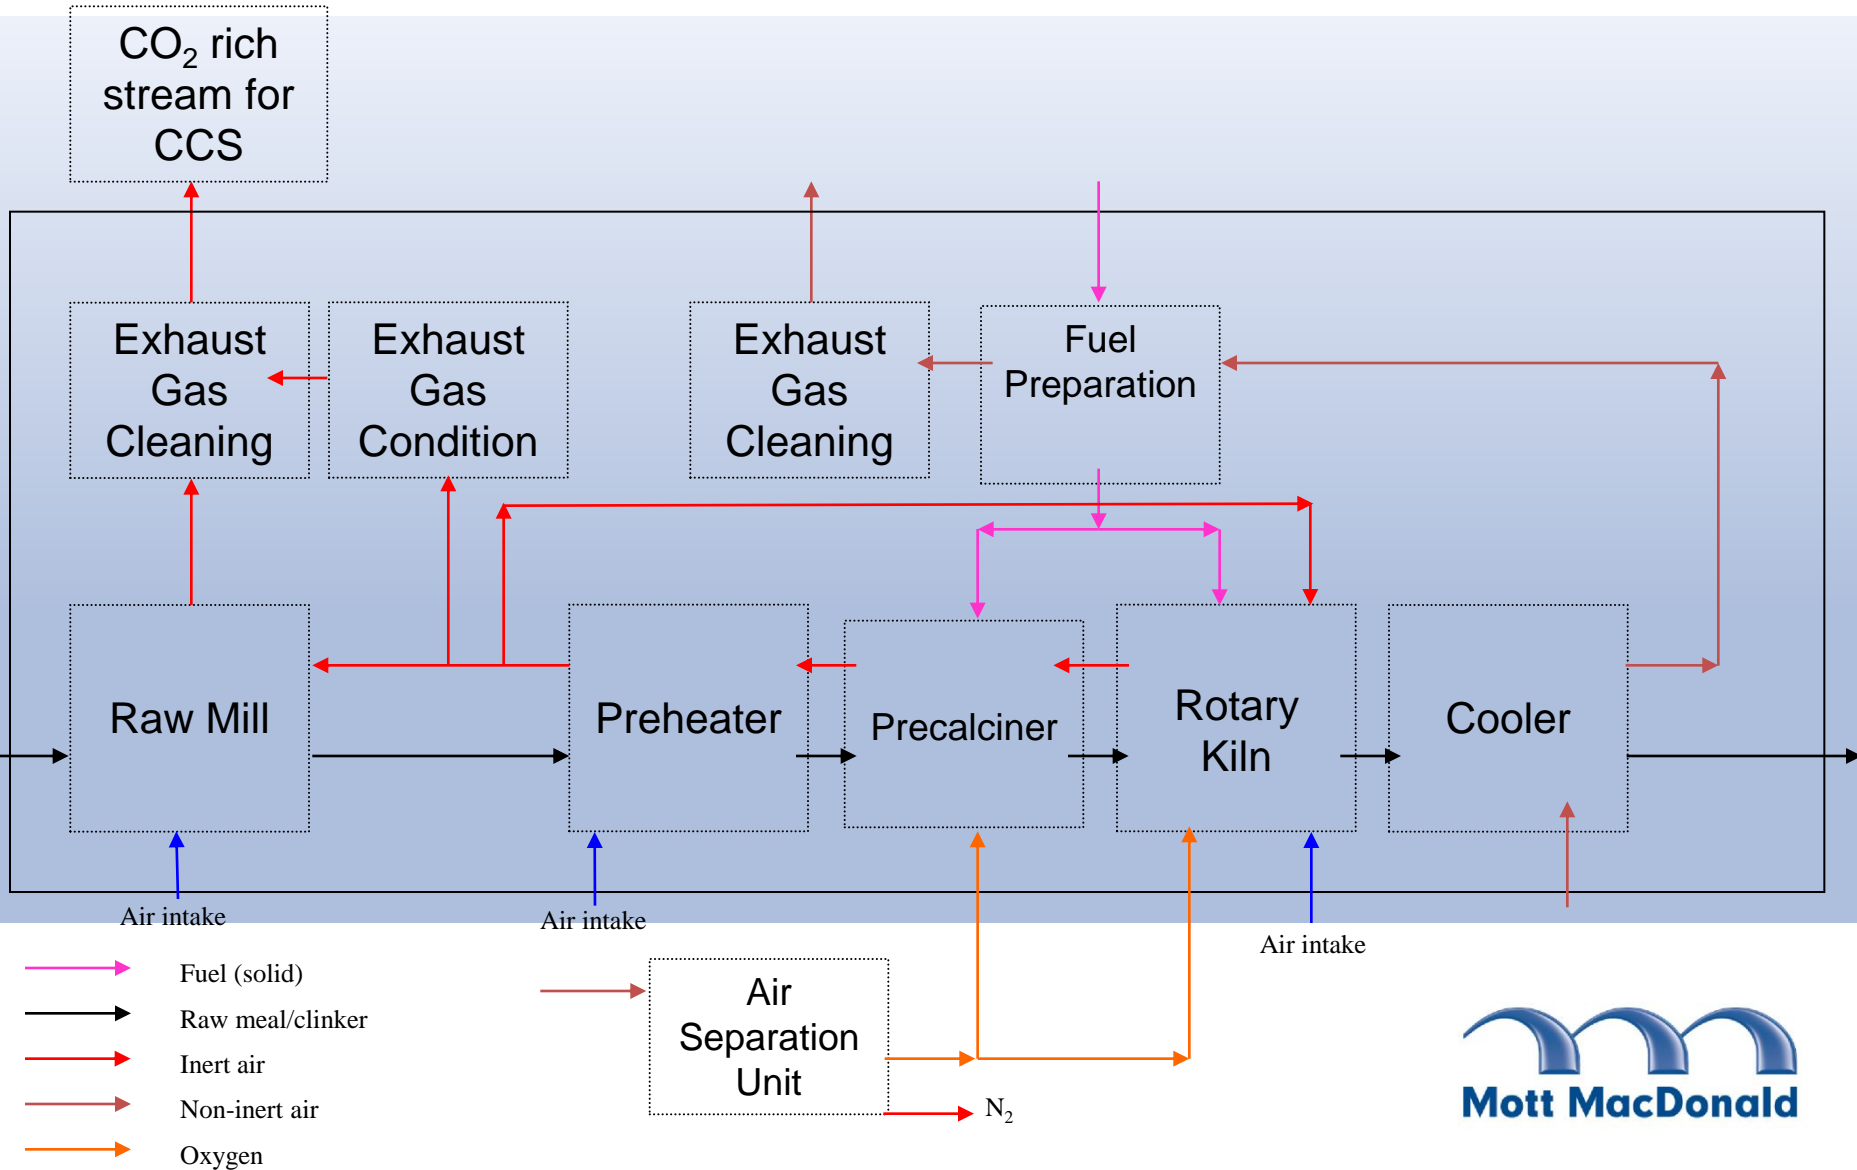 CO₂ rich
stream for
CCS
Exhaust
Gas
Cleaning
Exhaust
Gas
Condition
Exhaust
Gas
Cleaning
Fuel
Preparation
Raw Mill
Preheater
Precalciner
Rotary
Kiln
Cooler
Air intake
Air intake
Air intake
Fuel (solid)
Raw meal/clinker
Inert air
Non-inert air
Oxygen
Air
Separation
Unit
N₂
Mott MacDonald